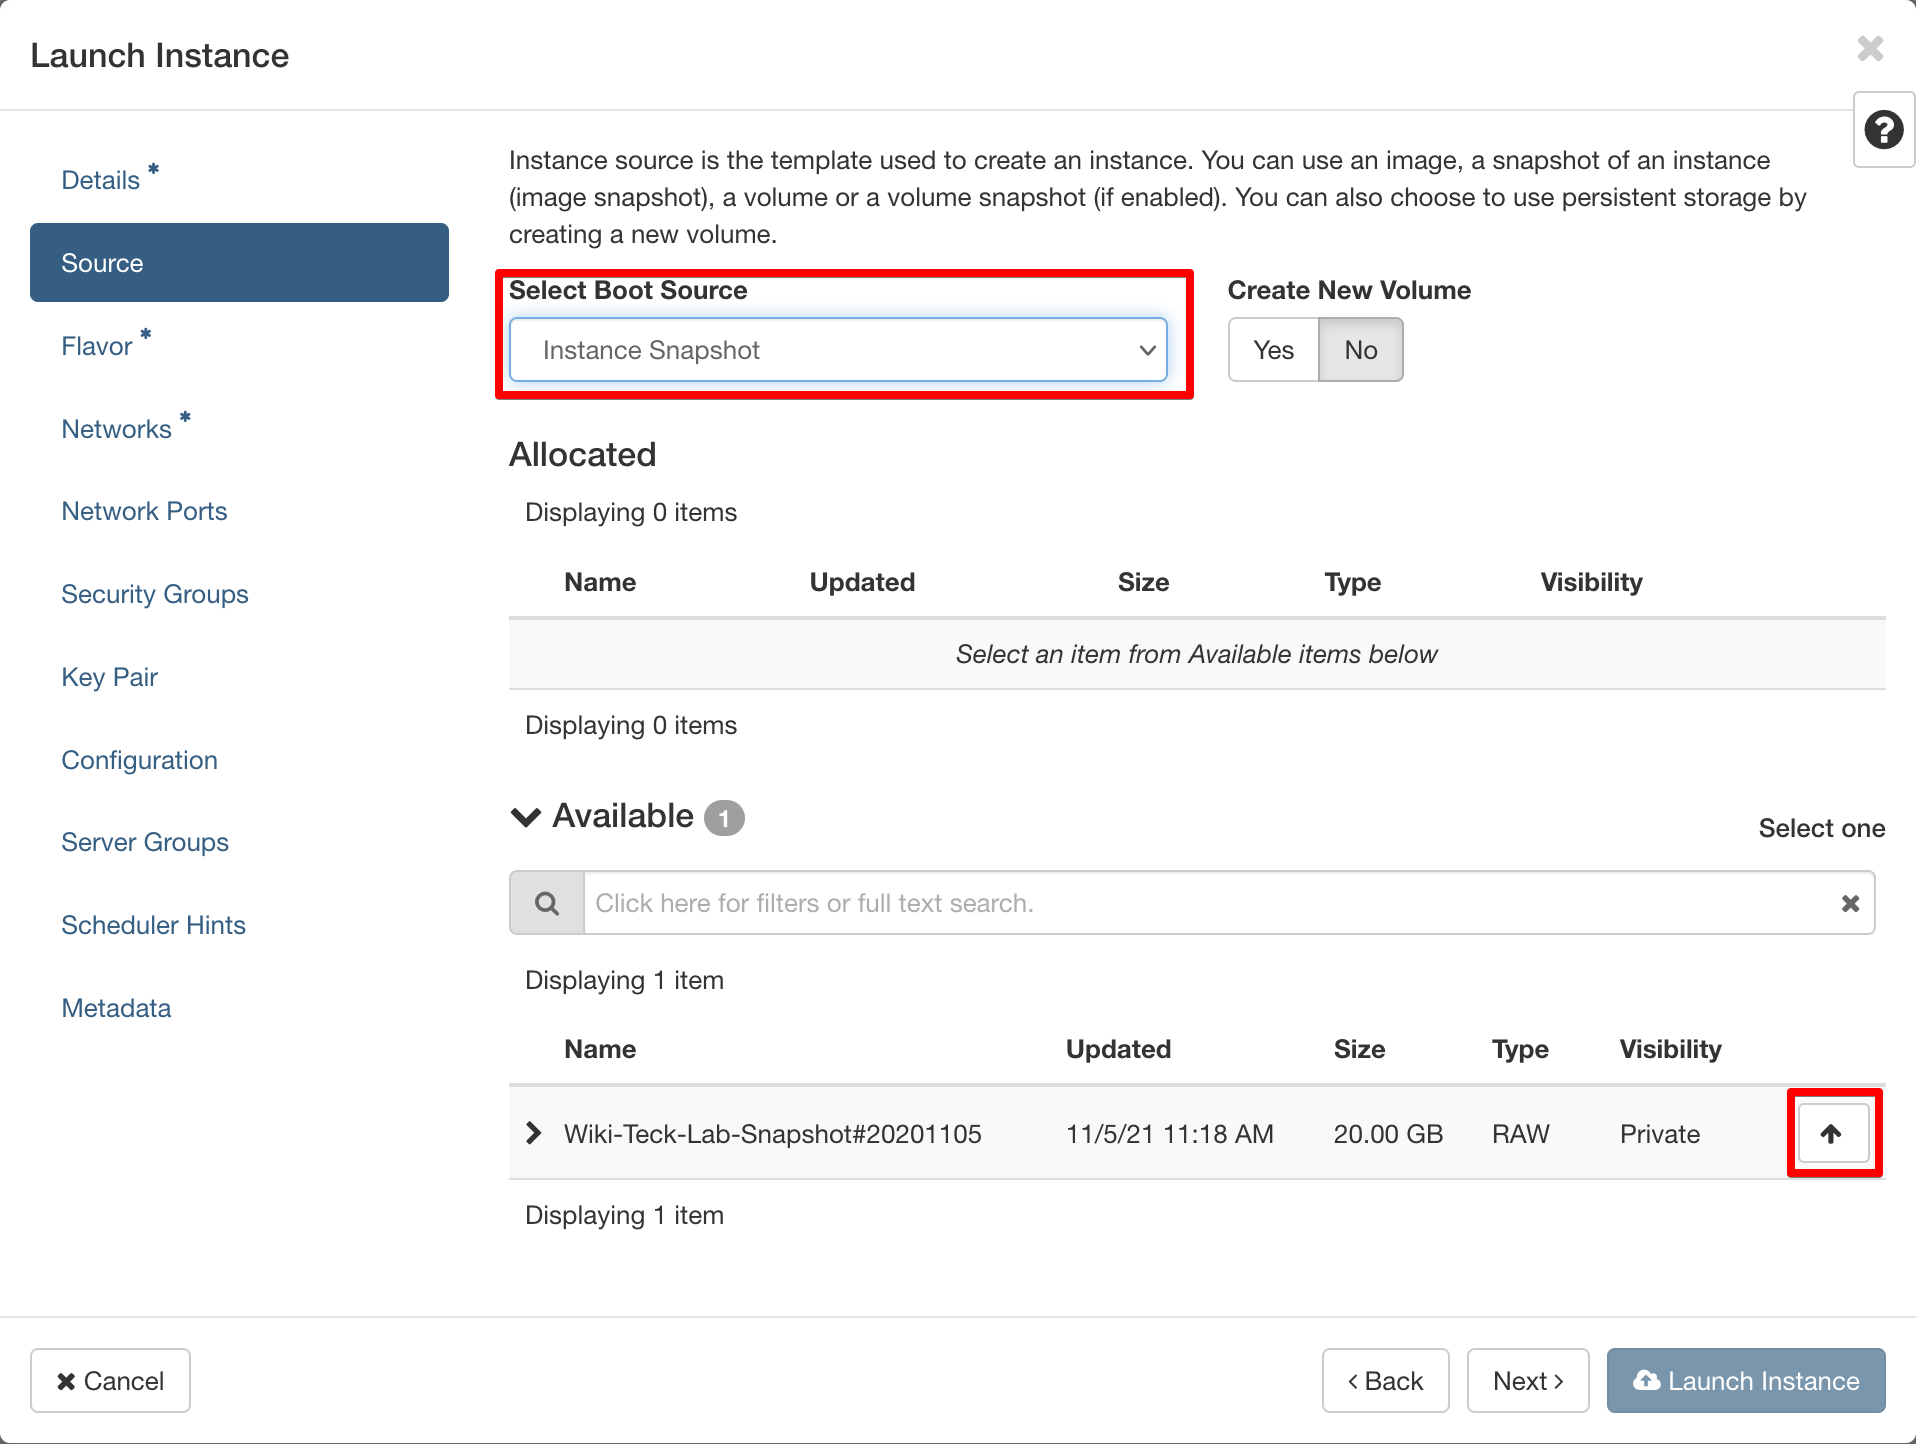 Launch Instance
Details *
Source
Flavor *
Networks *
Network Ports
Security Groups
Key Pair
Configuration
Server Groups
Scheduler Hints
Metadata
Instance source is the template used to create an instance. You can use an image, a snapshot of an instance
(image snapshot), a volume or a volume snapshot (if enabled). You can also choose to use persistent storage by
creating a new volume.
Select Boot Source
Instance Snapshot
Create New Volume
Yes No
Allocated
Displaying 0 items
Name Updated Size Type Visibility
Select an item from Available items below
Displaying 0 items
Available 1
Select one
Click here for filters or full text search.
Displaying 1 item
Name Updated Size Type Visibility
Wiki-Teck-Lab-Snapshot#20201105 11/5/21 11:18 AM 20.00 GB RAW Private
Displaying 1 item
Cancel
Back
Next
Launch Instance